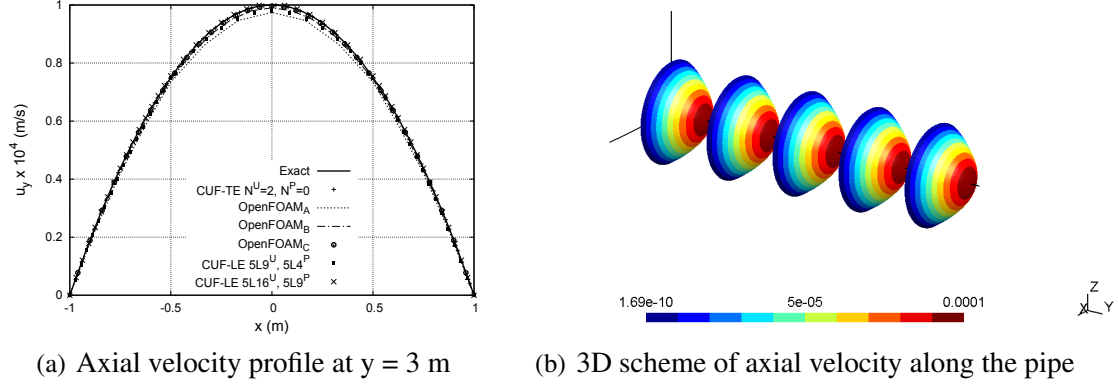 1
0.8
0.6
0.4
0.2
0
-1
-0.5
0
0.5
1
u_y x 10^4 (m/s)
x (m)
Exact
CUF-TE N^U=2, N^P=0
OpenFOAM_A
OpenFOAM_B
OpenFOAM_C
CUF-LE 5L9^U, 5L4^P
CUF-LE 5L16^U, 5L9^P
(a) Axial velocity profile at y = 3 m
1.69e-10
5e-05
0.0001
Z
X
Y
(b) 3D scheme of axial velocity along the pipe